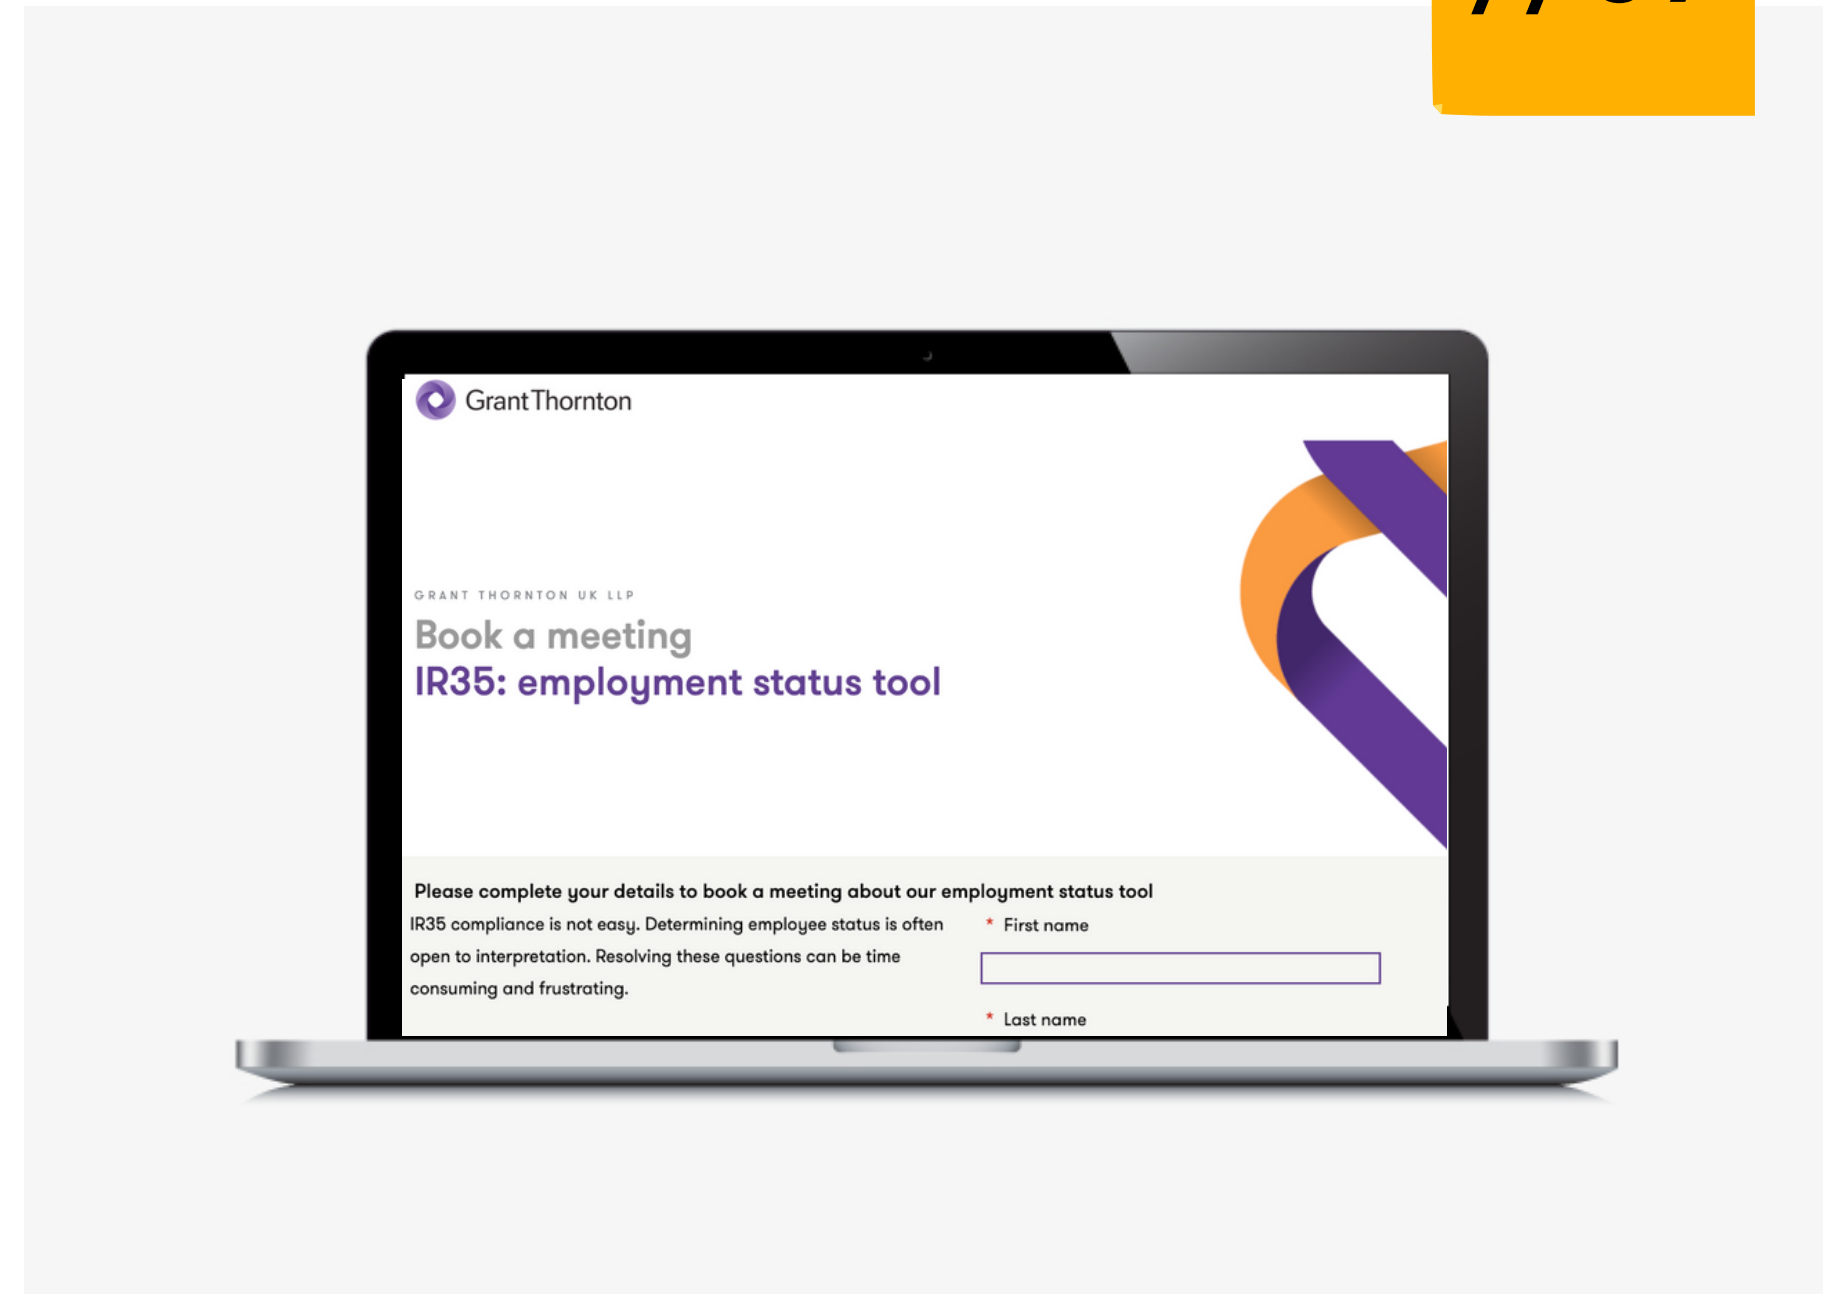 GrantThornton
GRANT THORNTON UK LLP
Book a meeting
IR35: employment status tool
Please complete your details to book a meeting about our employment status tool
IR35 compliance is not easy. Determining employee status is often
open to interpretation. Resolving these questions can be time
consuming and frustrating.
* First name
* Last name